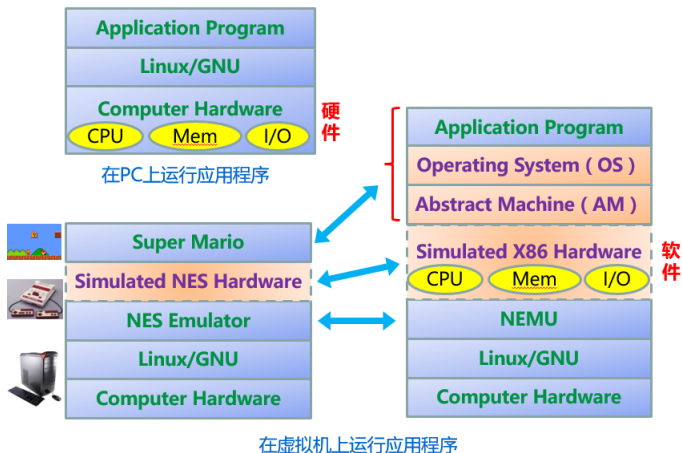 Application Program
Linux/GNU
Computer Hardware
CPU Mem I/O
硬件
在PC上运行应用程序
Super Mario
Simulated NES Hardware
NES Emulator
Linux/GNU
Computer Hardware
Application Program
Operating System（OS）
Abstract Machine（AM）
Simulated X86 Hardware
CPU Mem I/O
软件
NEMU
Linux/GNU
Computer Hardware
在虚拟机上运行应用程序